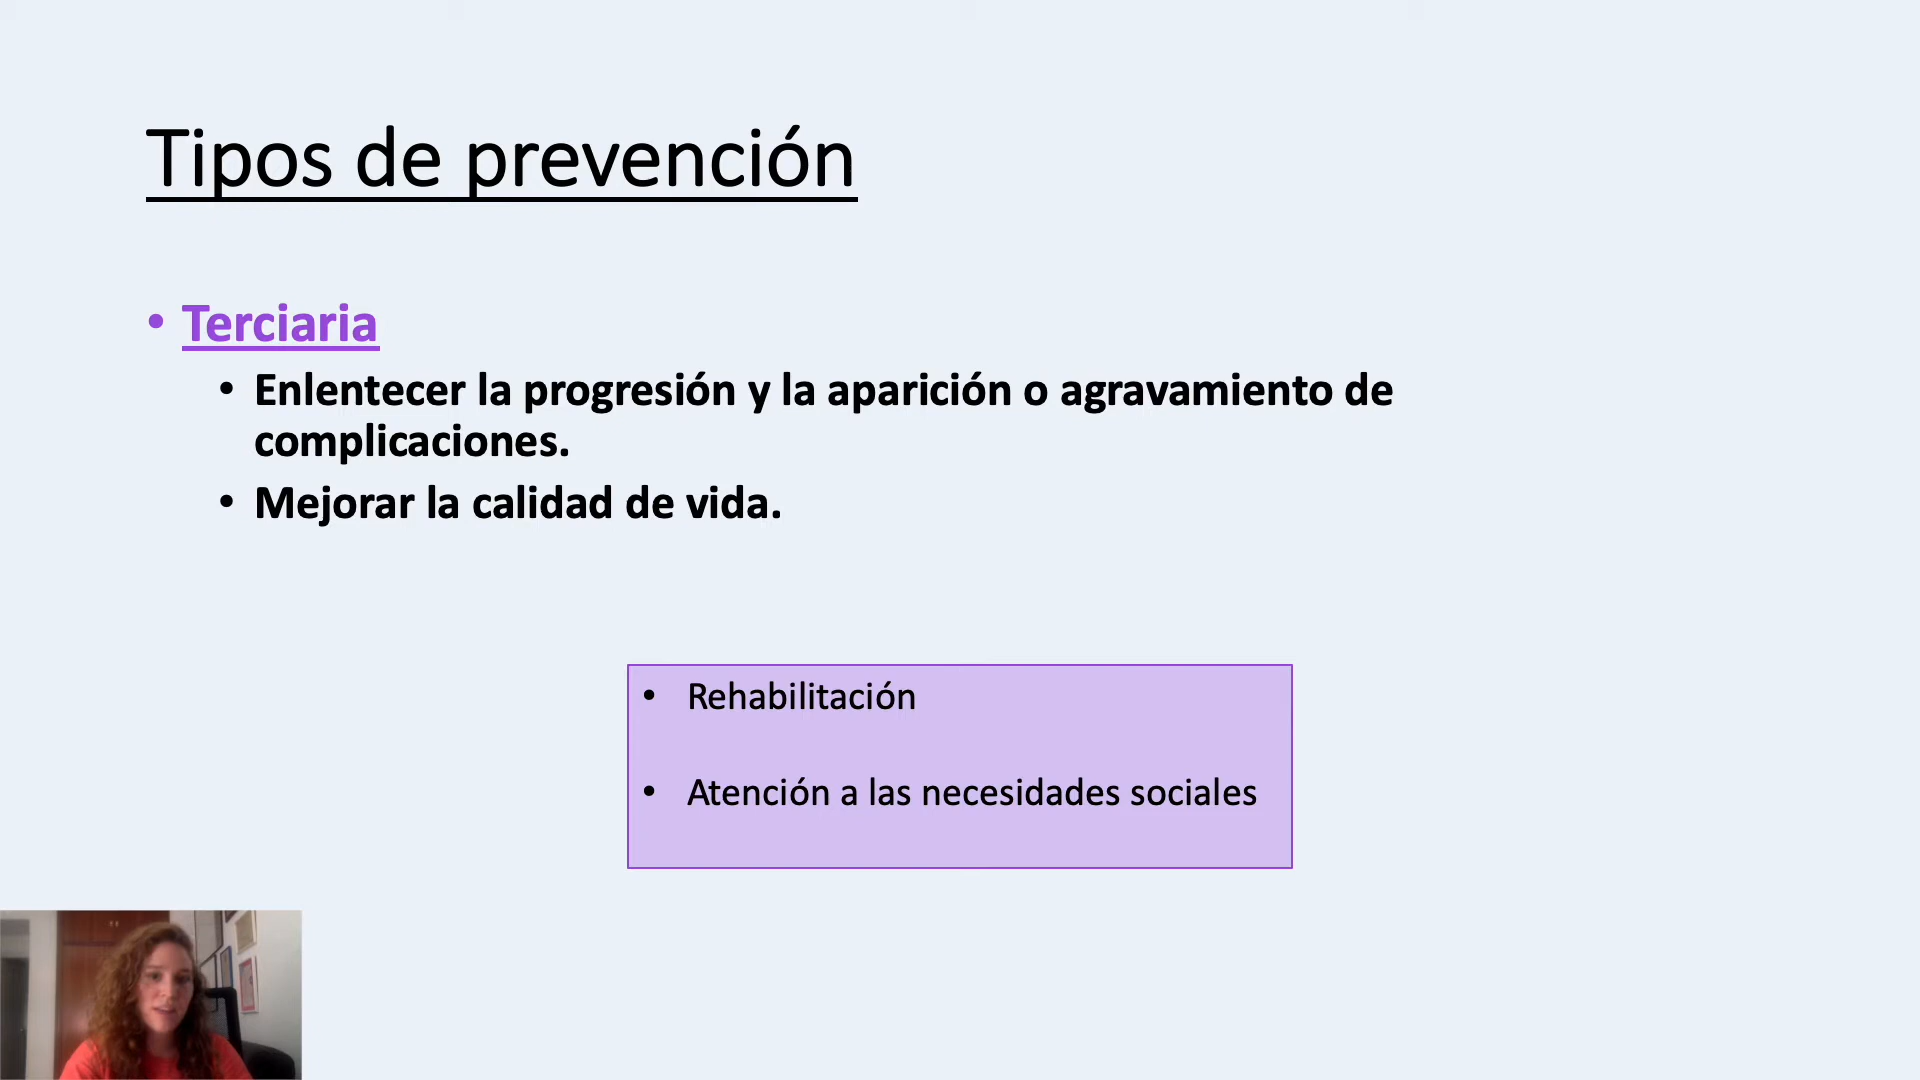 Tipos de prevención
• Terciaria
• Enlentecer la progresión y la aparición o agravamiento de
complicaciones.
• Mejorar la calidad de vida.
• Rehabilitación
• Atención a las necesidades sociales